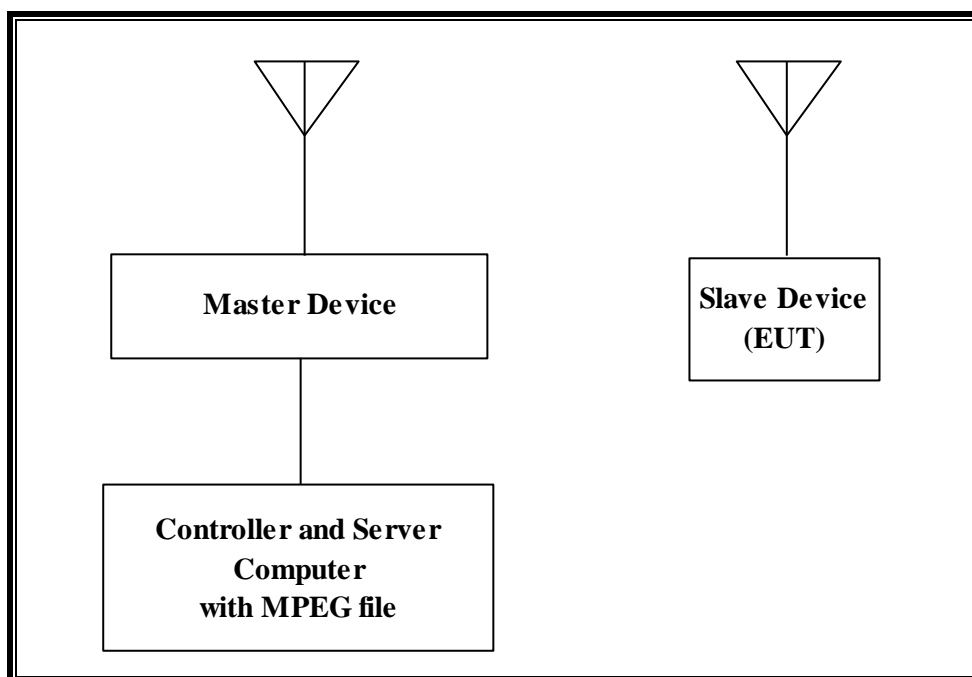 Master Device
Slave Device
(EUT)
Controller and Server
Computer
with MPEG file